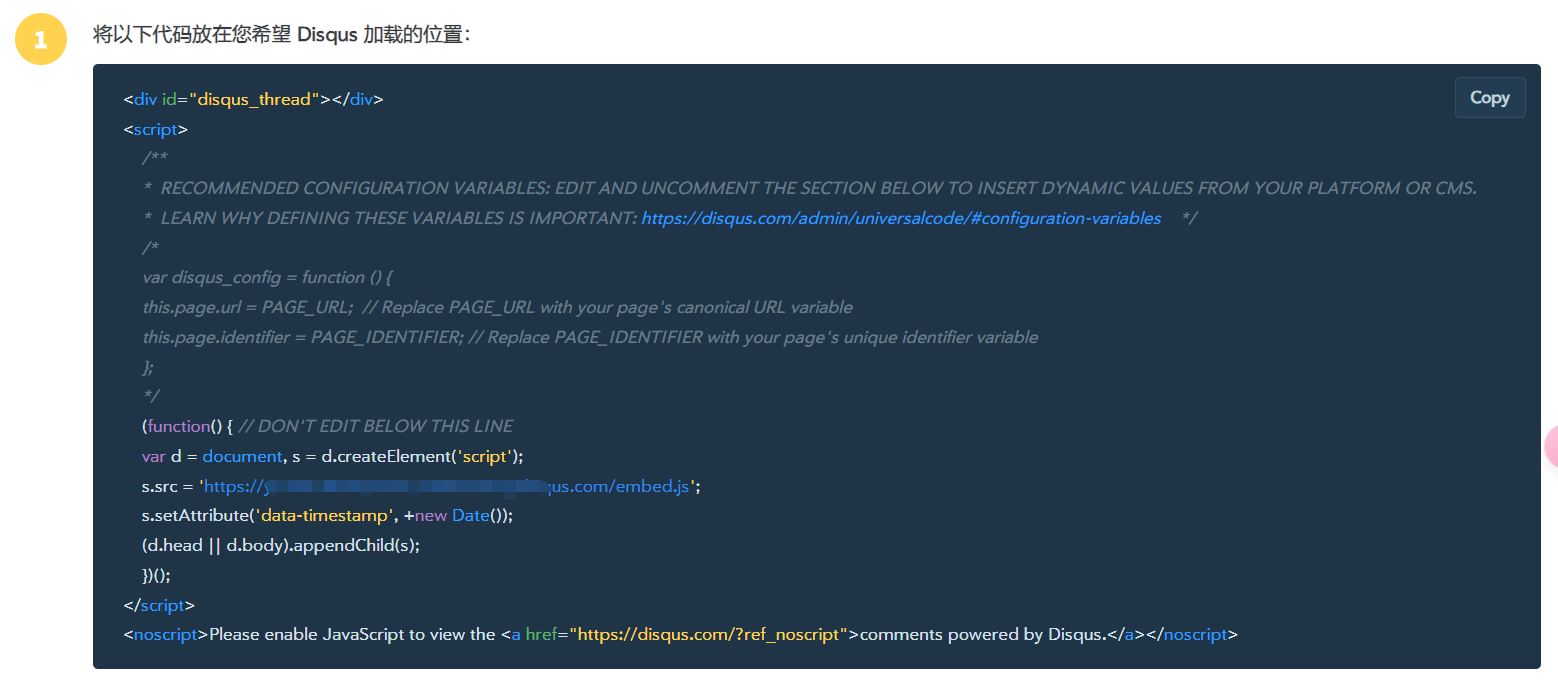 1
将以下代码放在您希望 Disqus 加载的位置：
Copy
<div id="disqus_thread"></div>
<script>
/**
* RECOMMENDED CONFIGURATION VARIABLES: EDIT AND UNCOMMENT THE SECTION BELOW TO INSERT DYNAMIC VALUES FROM YOUR PLATFORM OR CMS.
* LEARN WHY DEFINING THESE VARIABLES IS IMPORTANT: https://disqus.com/admin/universalcode/#configuration-variables */
/*
var disqus_config = function () {
this.page.url = PAGE_URL; // Replace PAGE_URL with your page's canonical URL variable
this.page.identifier = PAGE_IDENTIFIER; // Replace PAGE_IDENTIFIER with your page's unique identifier variable
};
*/
(function() { // DON'T EDIT BELOW THIS LINE
var d = document, s = d.createElement('script');
s.src = 'https:// us.com/embed.js';
s.setAttribute('data-timestamp', +new Date());
(d.head || d.body).appendChild(s);
})();
</script>
<noscript>Please enable JavaScript to view the <a href="https://disqus.com/?ref_noscript">comments powered by Disqus.</a></noscript>